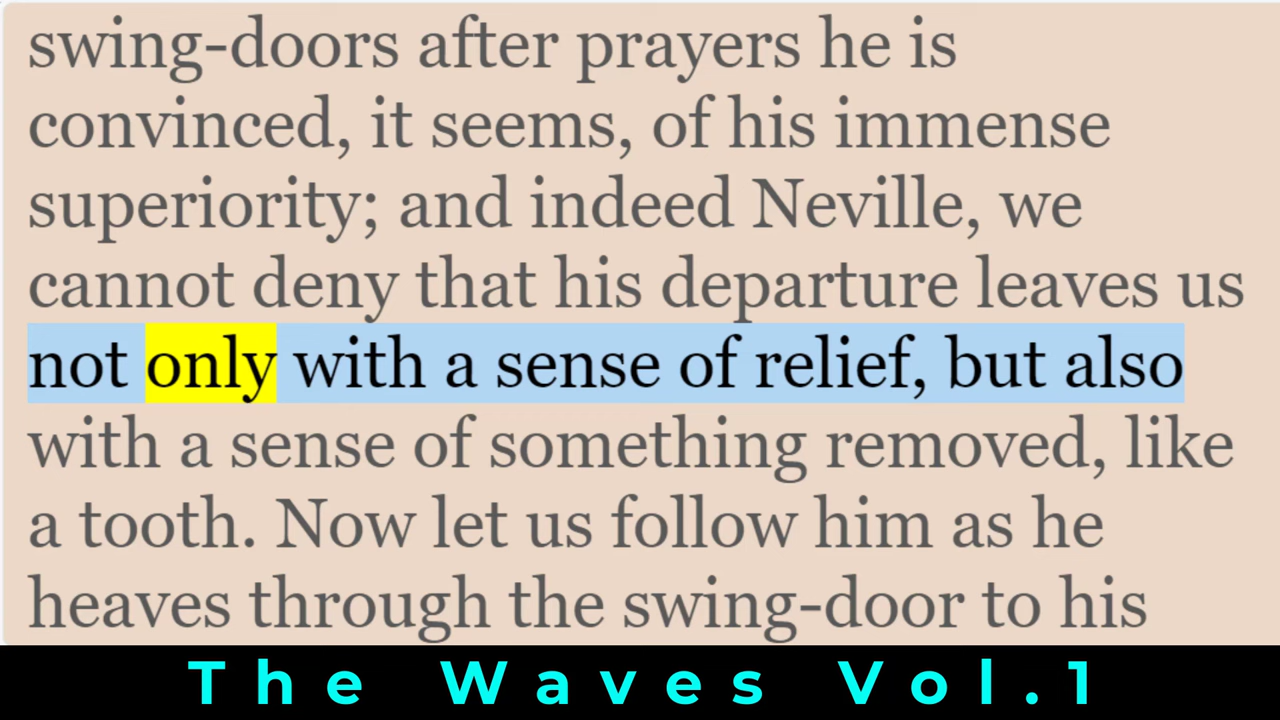 swing-doors after prayers he is
convinced, it seems, of his immense
superiority; and indeed Neville, we
cannot deny that his departure leaves us
not only with a sense of relief, but also
with a sense of something removed, like
a tooth. Now let us follow him as he
heaves through the swing-door to his
The Waves Vol.1